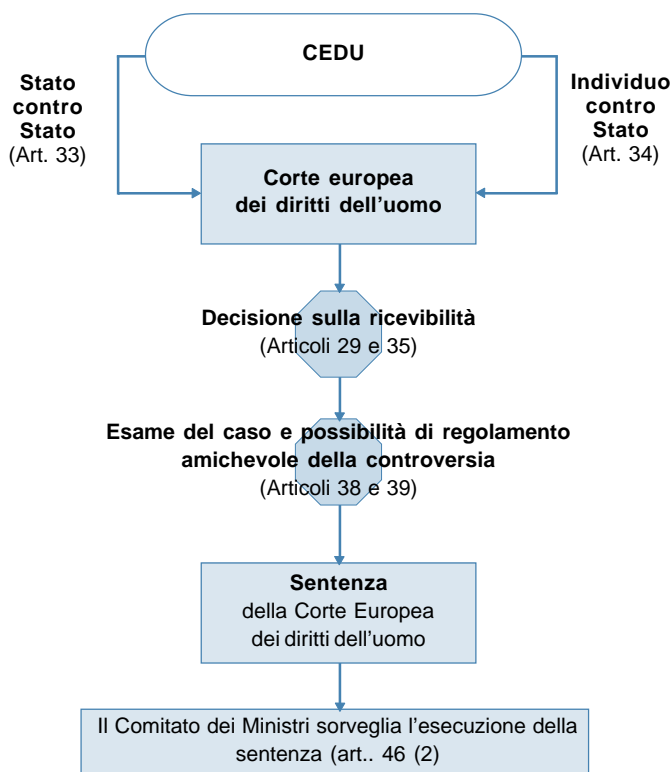 CEDU
Stato
contro
Stato
(Art. 33)
Individuo
contro
Stato
(Art. 34)
Corte europea
dei diritti dell'uomo
Decisione sulla ricevibilità
(Articoli 29 e 35)
Esame del caso e possibilità di regolamento
amichevole della controversia
(Articoli 38 e 39)
Sentenza
della Corte Europea
dei diritti dell'uomo
Il Comitato dei Ministri sorveglia l'esecuzione della
sentenza (art.. 46 (2)